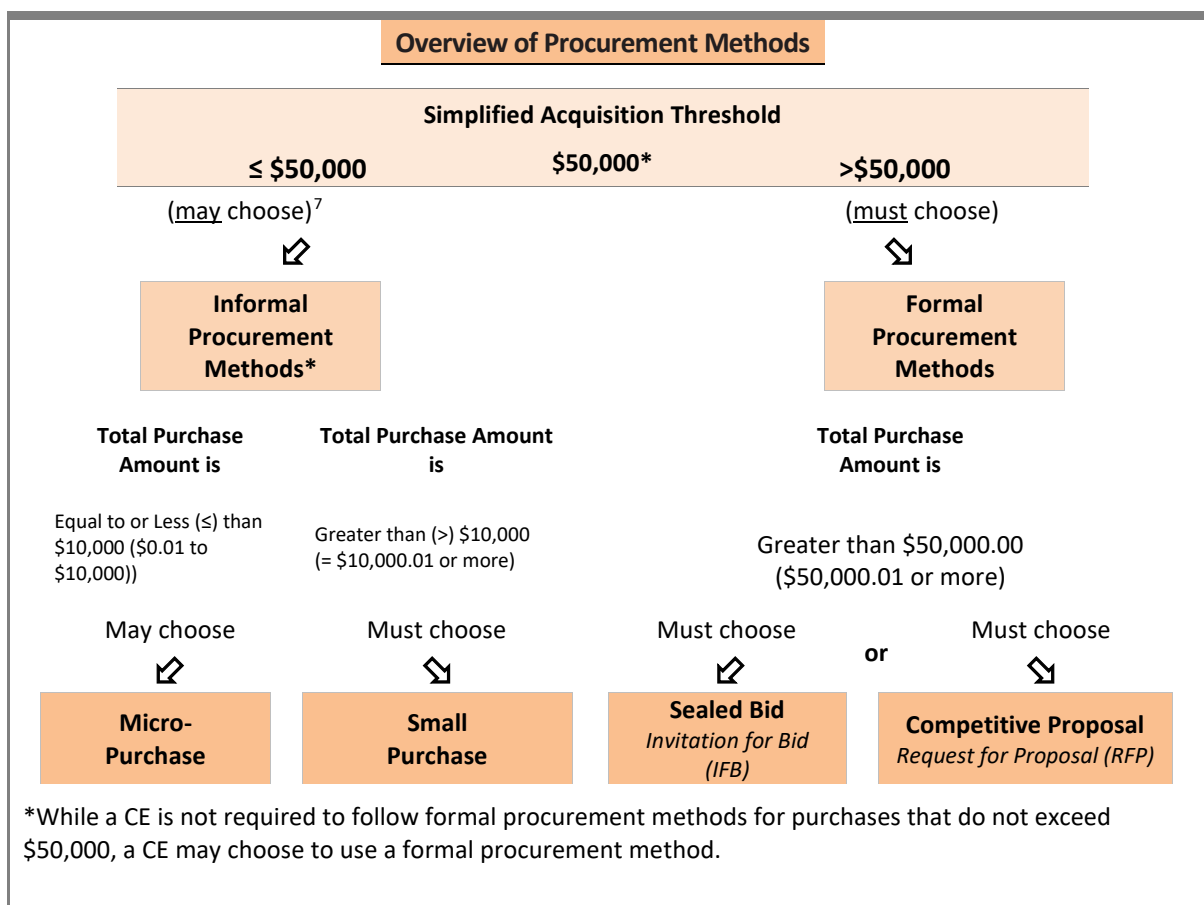 Overview of Procurement Methods
Simplified Acquisition Threshold
≤ $50,000
$50,000*
>$50,000
(may choose)7
(must choose)
Informal
Procurement
Methods*
Formal
Procurement
Methods
Total Purchase
Amount is
Total Purchase Amount
is
Total Purchase
Amount is
Equal to or Less (≤) than
$10,000 ($0.01 to
$10,000))
Greater than (>) $10,000
(= $10,000.01 or more)
Greater than $50,000.00
($50,000.01 or more)
May choose
Must choose
Must choose
or
Must choose
Micro-
Purchase
Small
Purchase
Sealed Bid
Invitation for Bid
(IFB)
Competitive Proposal
Request for Proposal (RFP)
*While a CE is not required to follow formal procurement methods for purchases that do not exceed
$50,000, a CE may choose to use a formal procurement method.